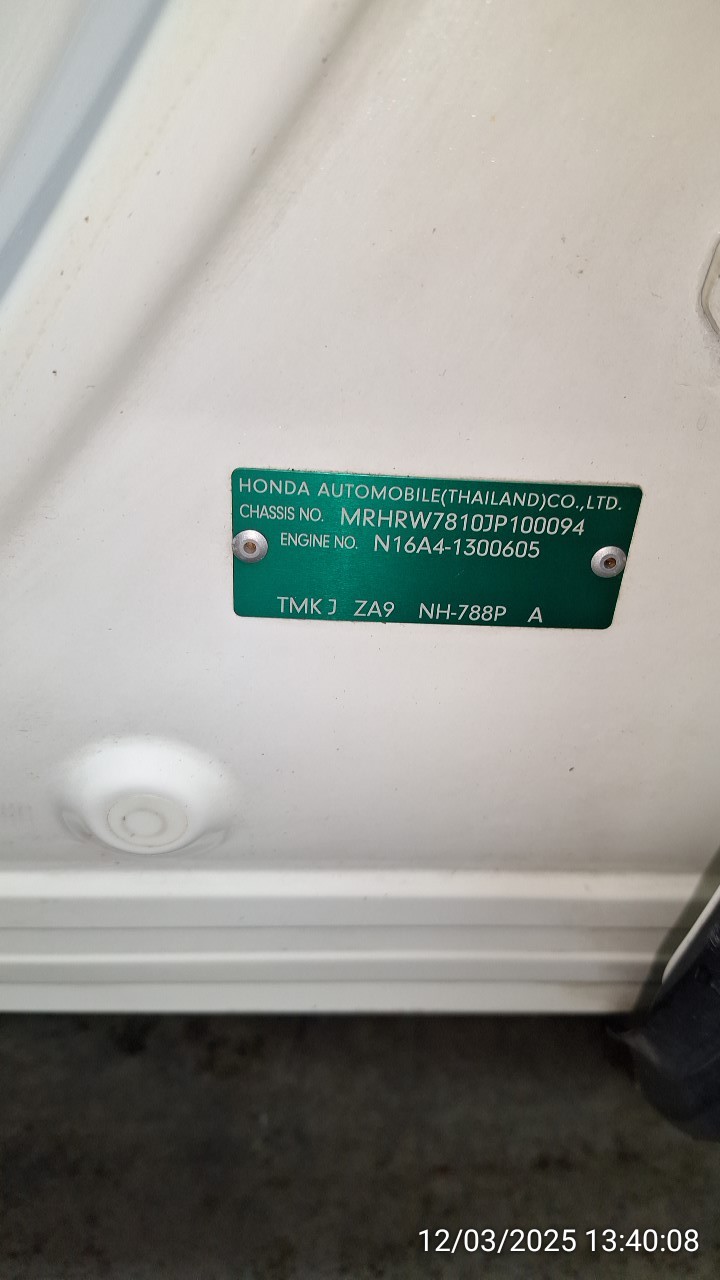 HONDA AUTOMOBILE(THAILAND)CO.,LTD.
CHASSIS NO. MRHRW7810JP100094
ENGINE NO. N16A4-1300605
TMK J ZA9 NH-788P A
12/03/2025 13:40:08